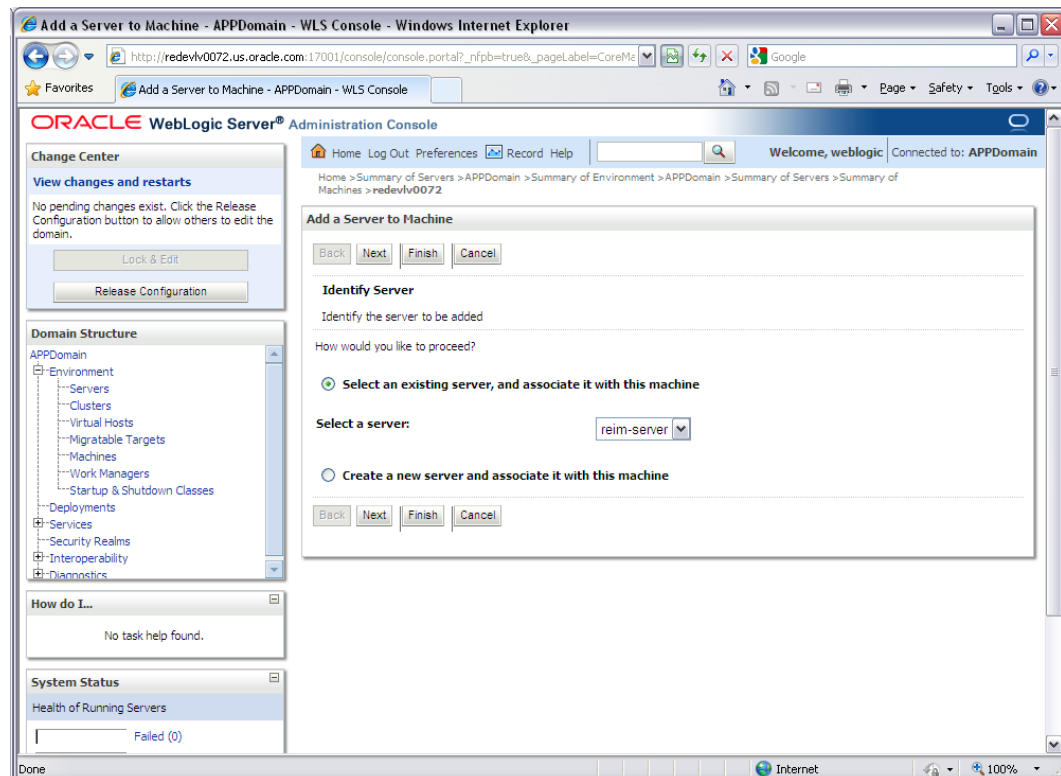 Add a Server to Machine - APPDomain - WLS Console - Windows Internet Explorer
http://redevlv0072.us.oracle.com:17001/console/console.portal?_nfpb=true&_pageLabel=CoreMa
Google
Favorites
Add a Server to Machine - APPDomain - WLS Console
Page
Safety
Tools
ORACLE WebLogic Server® Administration Console
Change Center
View changes and restarts
No pending changes exist. Click the Release
Configuration button to allow others to edit the
domain.
Lock & Edit
Release Configuration
Domain Structure
APPDomain
Environment
Servers
Clusters
Virtual Hosts
Migratable Targets
Machines
Work Managers
Startup & Shutdown Classes
Deployments
Services
Security Realms
Interoperability
Diagnostics
How do I...
No task help found.
System Status
Health of Running Servers
Failed (0)
Home Log Out Preferences Record Help
Welcome, weblogic Connected to: APPDomain
Home >Summary of Servers >APPDomain >Summary of Environment >APPDomain >Summary of Servers >Summary of
Machines >redevlv0072
Add a Server to Machine
Back Next Finish Cancel
Identify Server
Identify the server to be added
How would you like to proceed?
Select an existing server, and associate it with this machine
Select a server: reim-server
Create a new server and associate it with this machine
Back Next Finish Cancel
Done
Internet
100%